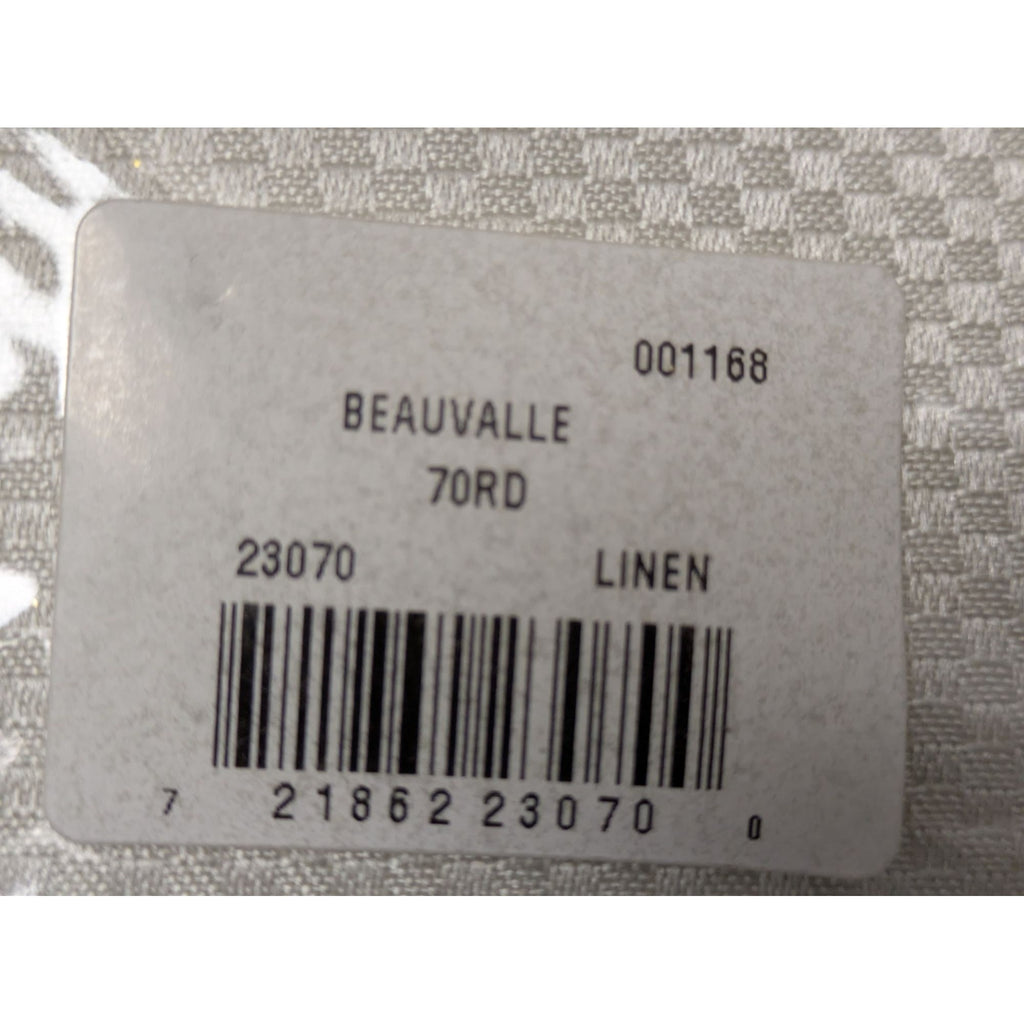 001168
BEAUVALLE
70RD
23070 LINEN
7 21862 23070 0